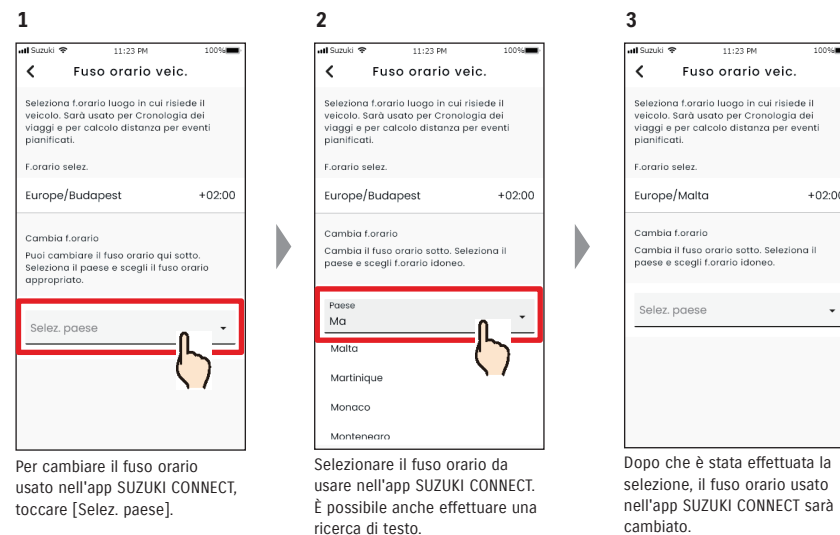 1
Suzuki 11:23 PM 100%
Fuso orario veic.
Seleziona f.orario luogo in cui risiede il
veicolo. Sarà usato per Cronologia dei
viaggi e per calcolo distanza per eventi
pianificati.
F.orario selez.
Europe/Budapest +02:00
Cambia f.orario
Puoi cambiare il fuso orario qui sotto.
Seleziona il paese e scegli il fuso orario
appropriato.
Selez. paese
Per cambiare il fuso orario
usato nell'app SUZUKI CONNECT,
toccare [Selez. paese].
2
Suzuki 11:23 PM 100%
Fuso orario veic.
Seleziona f.orario luogo in cui risiede il
veicolo. Sarà usato per Cronologia dei
viaggi e per calcolo distanza per eventi
pianificati.
F.orario selez.
Europe/Budapest +02:00
Cambia f.orario
Cambia il fuso orario sotto. Seleziona il
paese e scegli f.orario idoneo.
Paese
Ma
Malta
Martinique
Monaco
Montenegro
Selezionare il fuso orario da
usare nell'app SUZUKI CONNECT.
È possibile anche effettuare una
ricerca di testo.
3
Suzuki 11:23 PM 100%
Fuso orario veic.
Seleziona f.orario luogo in cui risiede il
veicolo. Sarà usato per Cronologia dei
viaggi e per calcolo distanza per eventi
pianificati.
F.orario selez.
Europe/Malta +02:00
Cambia f.orario
Cambia il fuso orario sotto. Seleziona il
paese e scegli f.orario idoneo.
Selez. paese
Dopo che è stata effettuata la
selezione, il fuso orario usato
nell'app SUZUKI CONNECT sarà
cambiato.